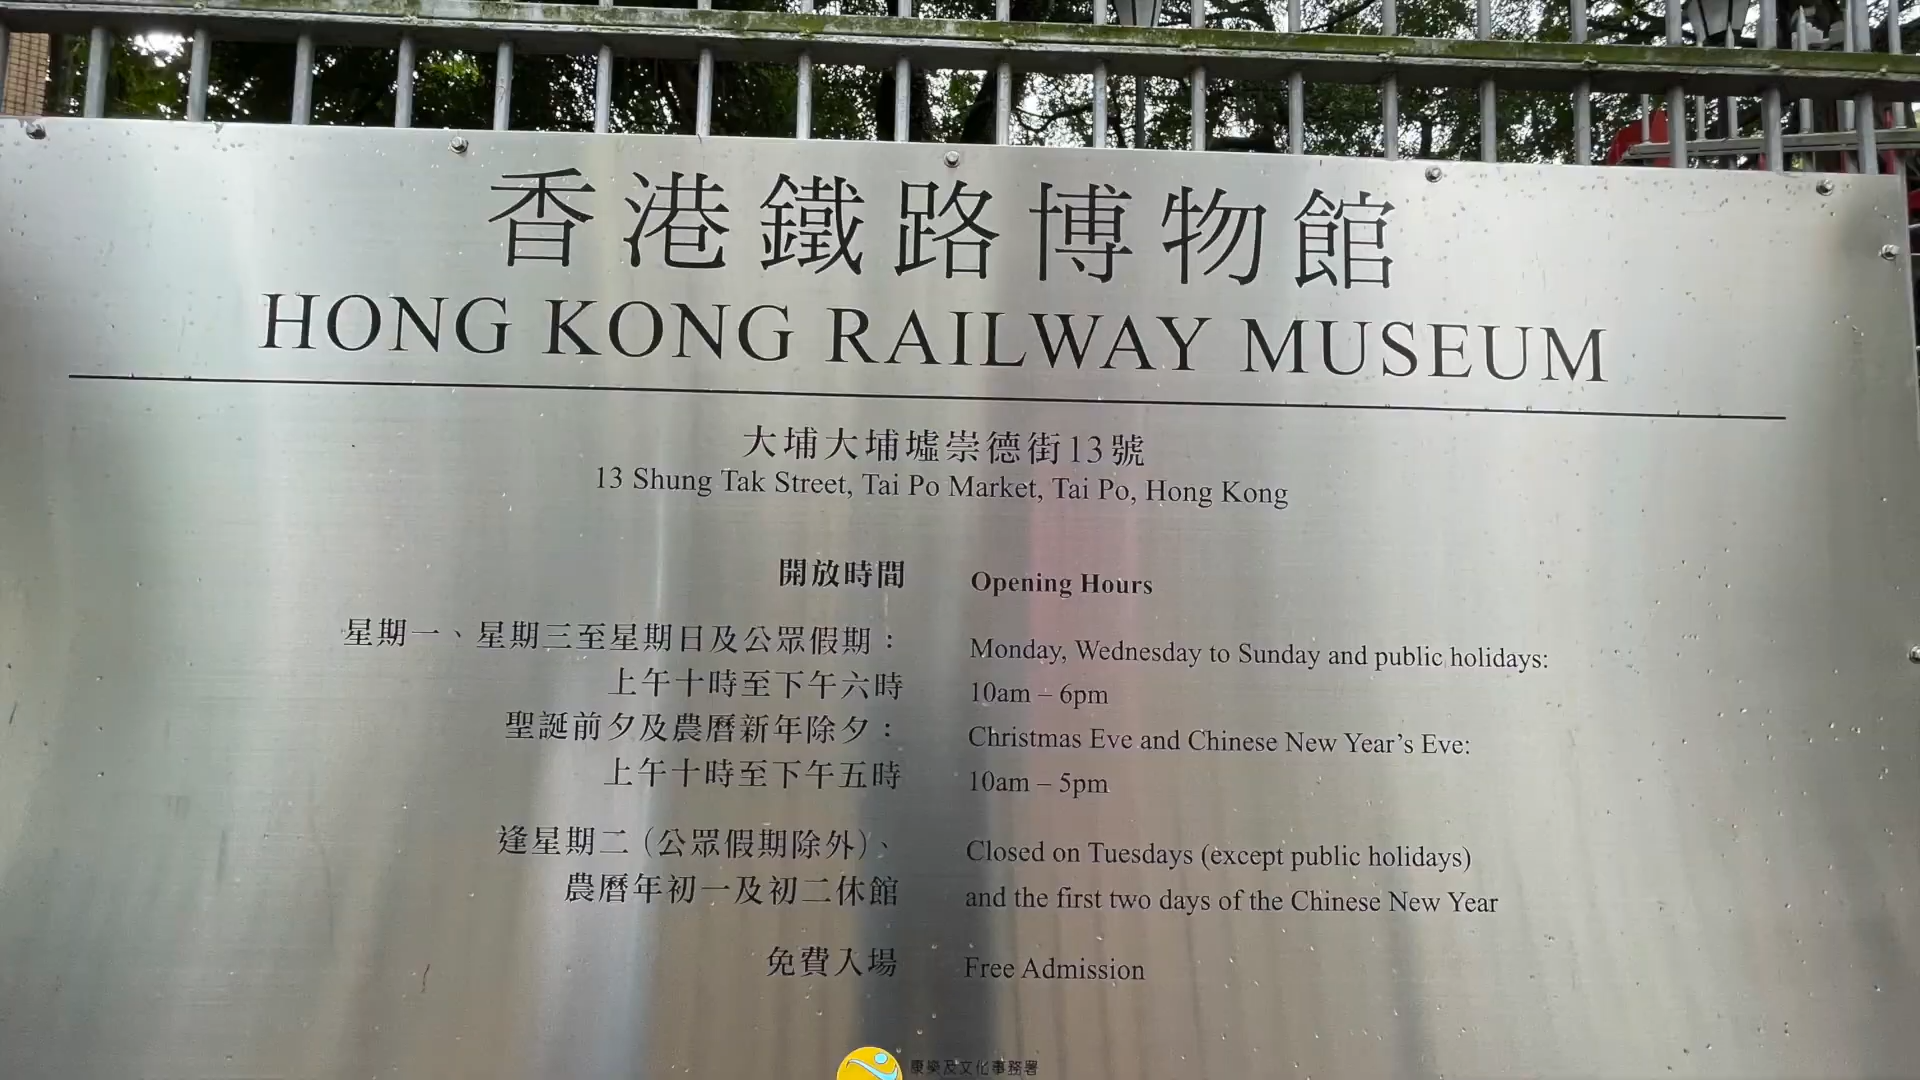 香港鐵路博物館
HONG KONG RAILWAY MUSEUM
大埔大埔墟崇德街13號
13 Shung Tak Street, Tai Po Market, Tai Po, Hong Kong
開放時間
Opening Hours
星期一、星期三至星期日及公眾假期：
Monday, Wednesday to Sunday and public holidays:
上午十時至下午六時
10am – 6pm
聖誕前夕及農曆新年除夕：
Christmas Eve and Chinese New Year’s Eve:
上午十時至下午五時
10am – 5pm
逢星期二（公眾假期除外）、
Closed on Tuesdays (except public holidays)
農曆年初一及初二休館
and the first two days of the Chinese New Year
免費入場
Free Admission
康樂及文化事務署